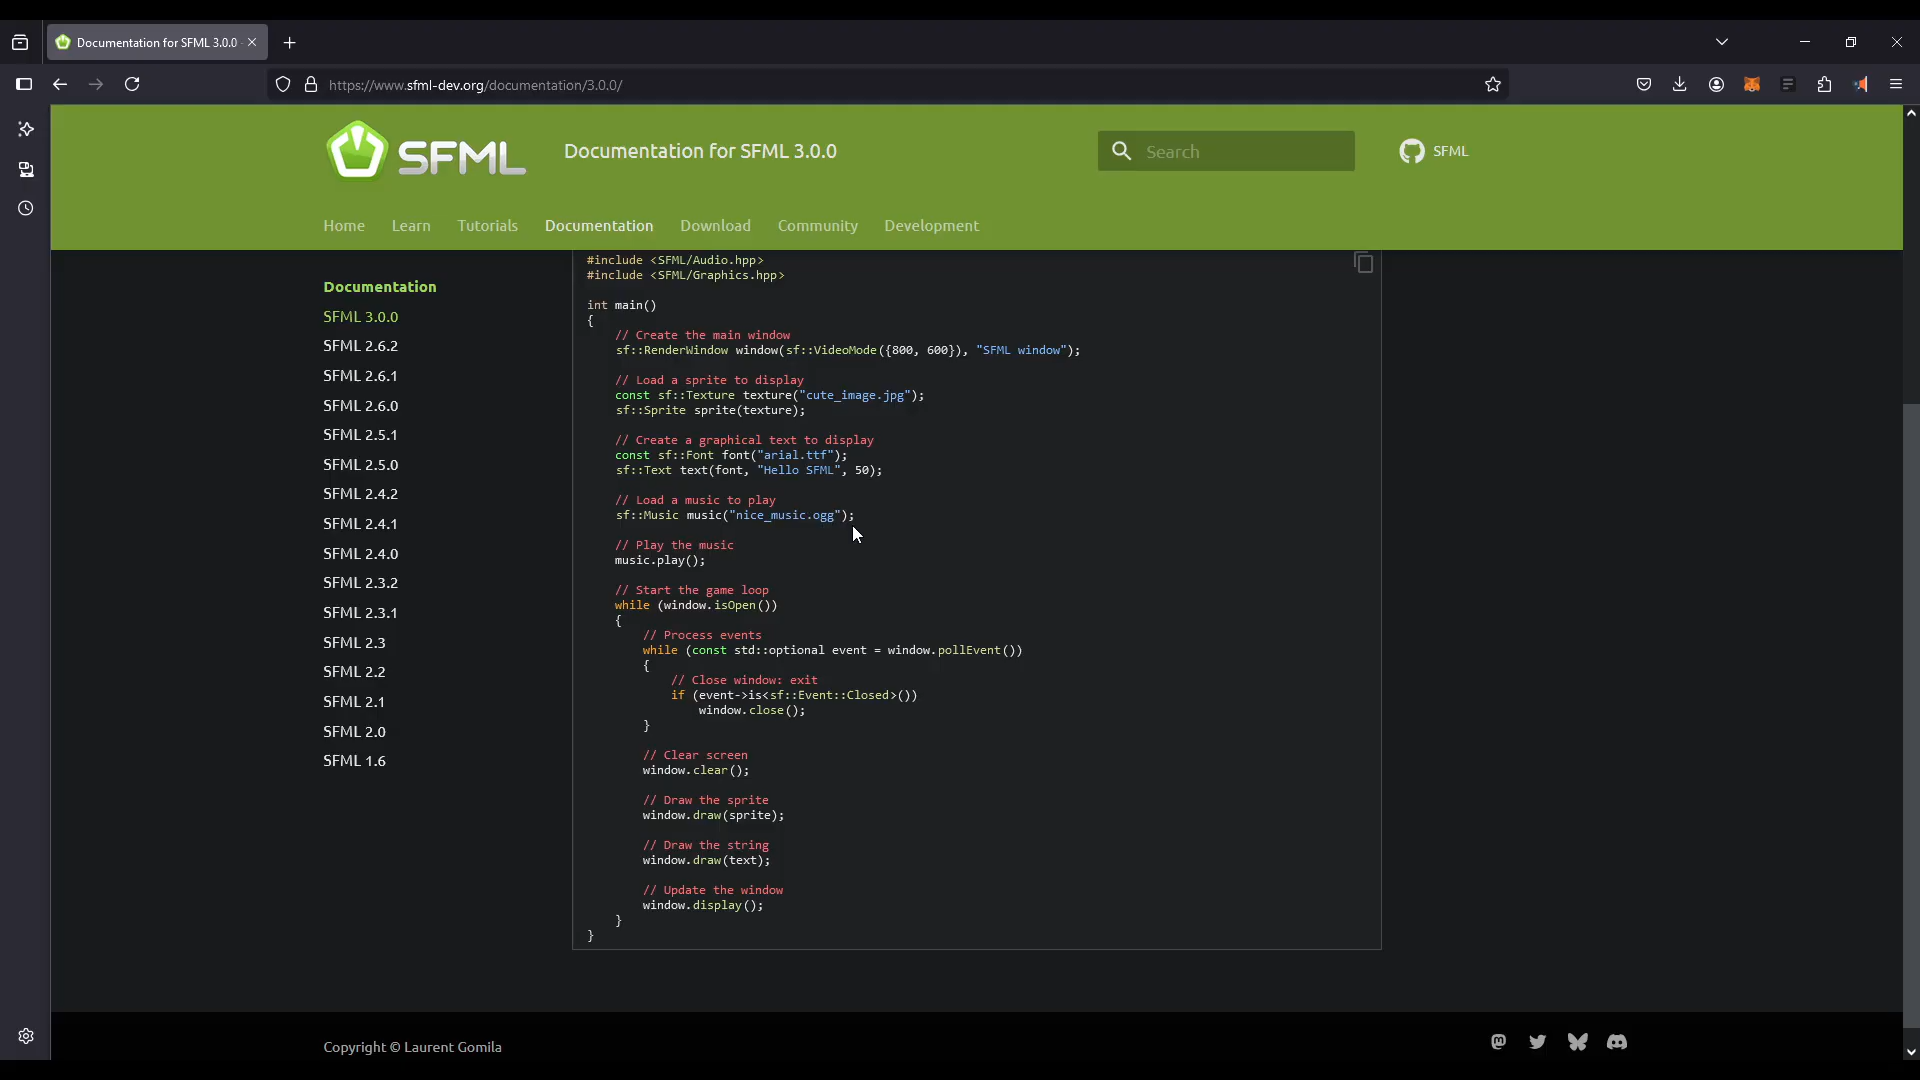 Documentation for SFML 3.0.0
https://www.sfml-dev.org/documentation/3.0.0/
SFML
Documentation for SFML 3.0.0
Search
SFML
Home
Learn
Tutorials
Documentation
Download
Community
Development
Documentation
SFML 3.0.0
SFML 2.6.2
SFML 2.6.1
SFML 2.6.0
SFML 2.5.1
SFML 2.5.0
SFML 2.4.2
SFML 2.4.1
SFML 2.4.0
SFML 2.3.2
SFML 2.3.1
SFML 2.3
SFML 2.2
SFML 2.1
SFML 2.0
SFML 1.6
#include <SFML/Audio.hpp>
#include <SFML/Graphics.hpp>
int main()
{
// Create the main window
sf::RenderWindow window(sf::VideoMode({800, 600}), "SFML window");
// Load a sprite to display
const sf::Texture texture("cute_image.jpg");
sf::Sprite sprite(texture);
// Create a graphical text to display
const sf::Font font("arial.ttf");
sf::Text text(font, "Hello SFML", 50);
// Load a music to play
sf::Music music("nice_music.ogg");
// Play the music
music.play();
// Start the game loop
while (window.isOpen())
{
// Process events
while (const std::optional event = window.pollEvent())
{
// Close window: exit
if (event->is<sf::Event::Closed>())
window.close();
}
// Clear screen
window.clear();
// Draw the sprite
window.draw(sprite);
// Draw the string
window.draw(text);
// Update the window
window.display();
}
}
Copyright © Laurent Gomila